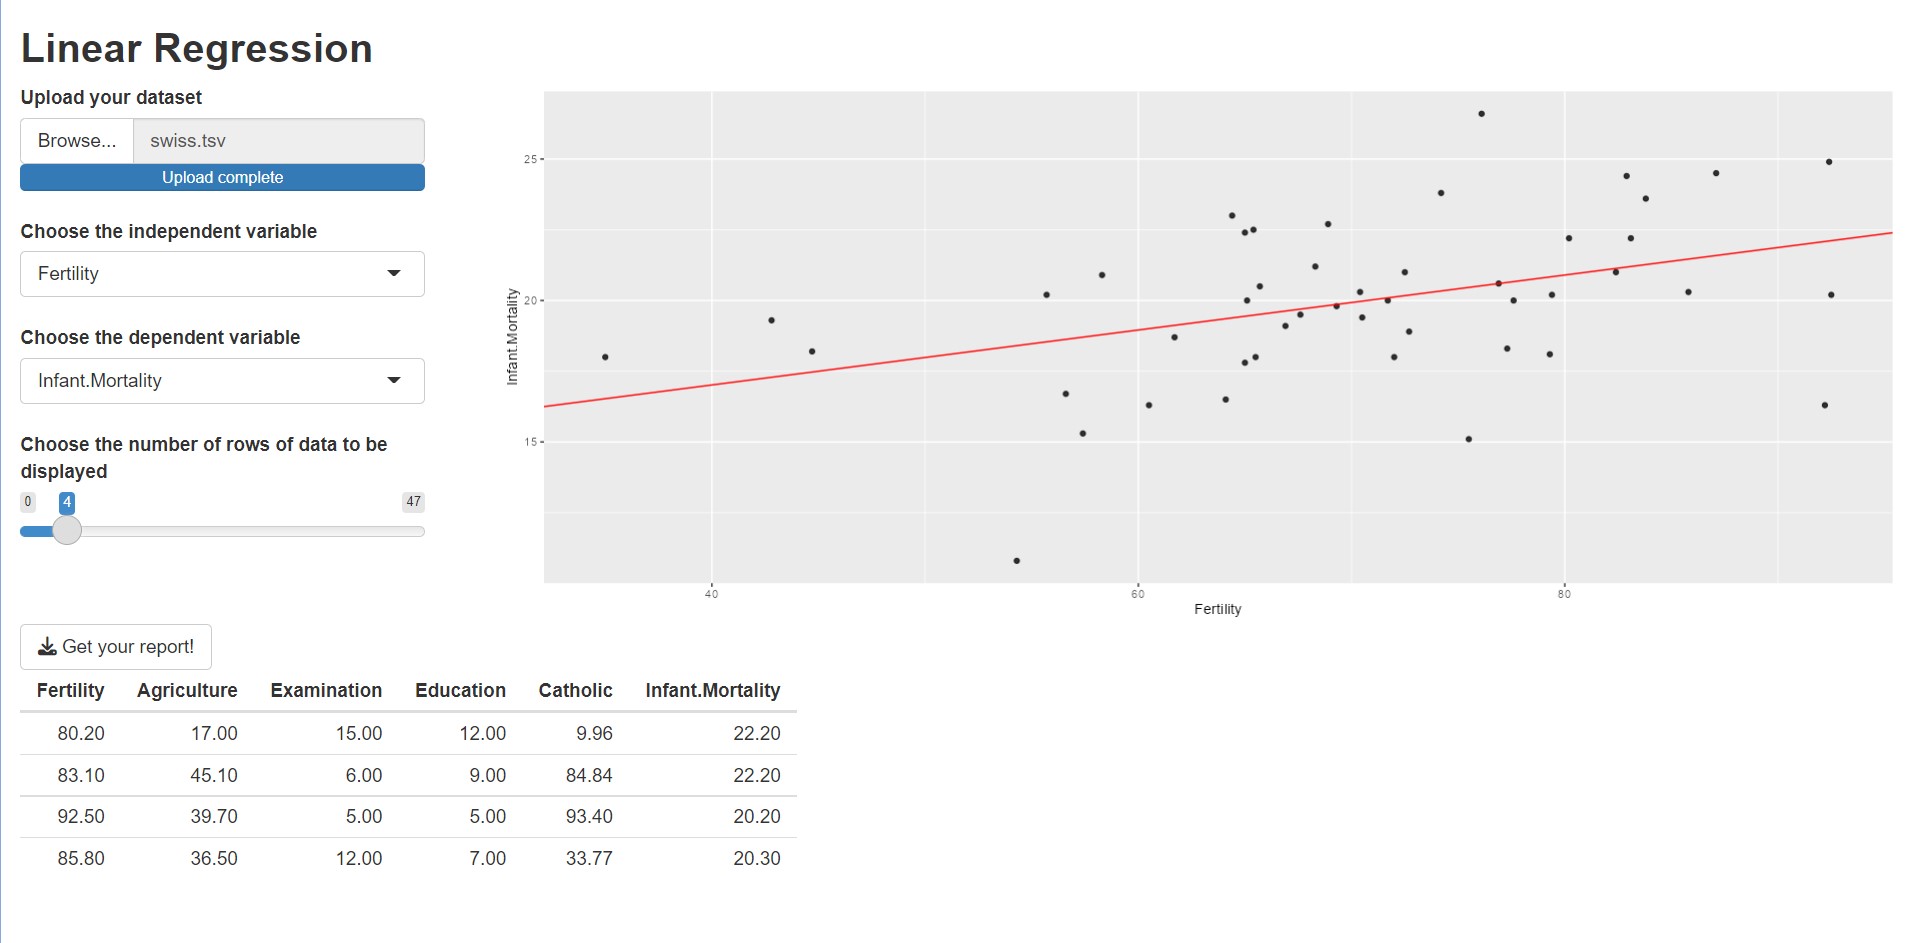 Linear Regression
Upload your dataset
Browse... swiss.tsv
Upload complete
Choose the independent variable
Fertility
Choose the dependent variable
Infant.Mortality
Choose the number of rows of data to be
displayed
0 4 47
25
20
15
Infant.Mortality
40 60 80
Fertility
Get your report!
Fertility Agriculture Examination Education Catholic Infant.Mortality
80.20 17.00 15.00 12.00 9.96 22.20
83.10 45.10 6.00 9.00 84.84 22.20
92.50 39.70 5.00 5.00 93.40 20.20
85.80 36.50 12.00 7.00 33.77 20.30